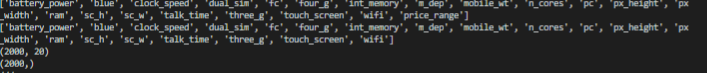 ['battery_power', 'blue', 'clock_speed', 'dual_sim', 'fc', 'four_g', 'int_memory', 'm_dep', 'mobile_wt', 'n_cores', 'pc', 'px_height', 'px
_width', 'ram', 'sc_h', 'sc_w', 'talk_time', 'three_g', 'touch_screen', 'wifi', 'price_range']
['battery_power', 'blue', 'clock_speed', 'dual_sim', 'fc', 'four_g', 'int_memory', 'm_dep', 'mobile_wt', 'n_cores', 'pc', 'px_height', 'px
_width', 'ram', 'sc_h', 'sc_w', 'talk_time', 'three_g', 'touch_screen', 'wifi']
(2000, 20)
(2000,)